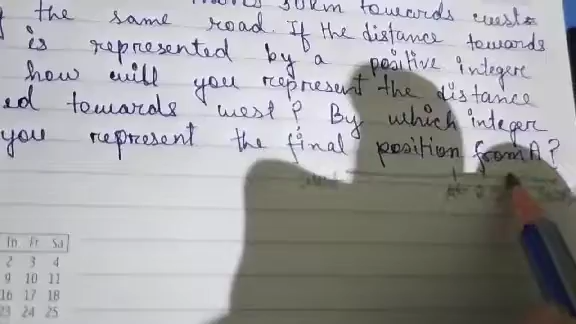 the same road. If the distance towards
is represented by a positive integere
how will you represent the distance
ed towards west? By which integer
you represent the final position from A?
Th Fr Sa
2 3 4
9 10 11
16 17 18
23 24 25